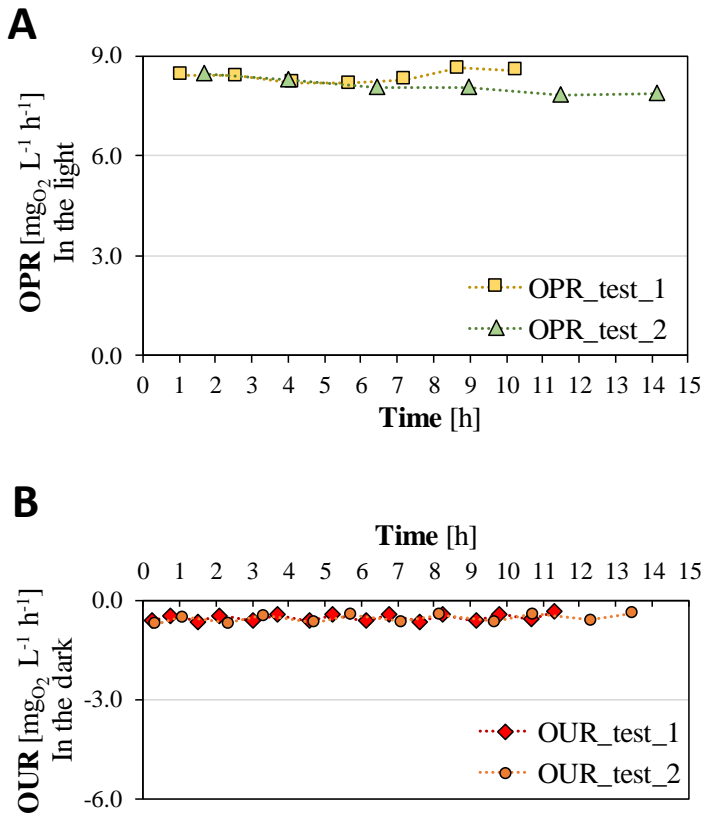 A
OPR [mgO2 L-1 h-1]
In the light
9.0
6.0
3.0
0.0
OPR_test_1
OPR_test_2
0 1 2 3 4 5 6 7 8 9 10 11 12 13 14 15
Time [h]
B
Time [h]
0 1 2 3 4 5 6 7 8 9 10 11 12 13 14 15
OUR [mgO2 L-1 h-1]
In the dark
0.0
-3.0
-6.0
OUR_test_1
OUR_test_2